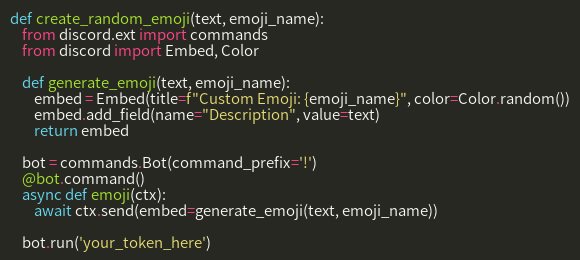 def create_random_emoji(text, emoji_name):
    from discord.ext import commands
    from discord import Embed, Color

    def generate_emoji(text, emoji_name):
        embed = Embed(title=f"Custom Emoji: {emoji_name}", color=Color.random())
        embed.add_field(name="Description", value=text)
        return embed

    bot = commands.Bot(command_prefix='!')
    @bot.command()
    async def emoji(ctx):
        await ctx.send(embed=generate_emoji(text, emoji_name))

    bot.run('your_token_here')